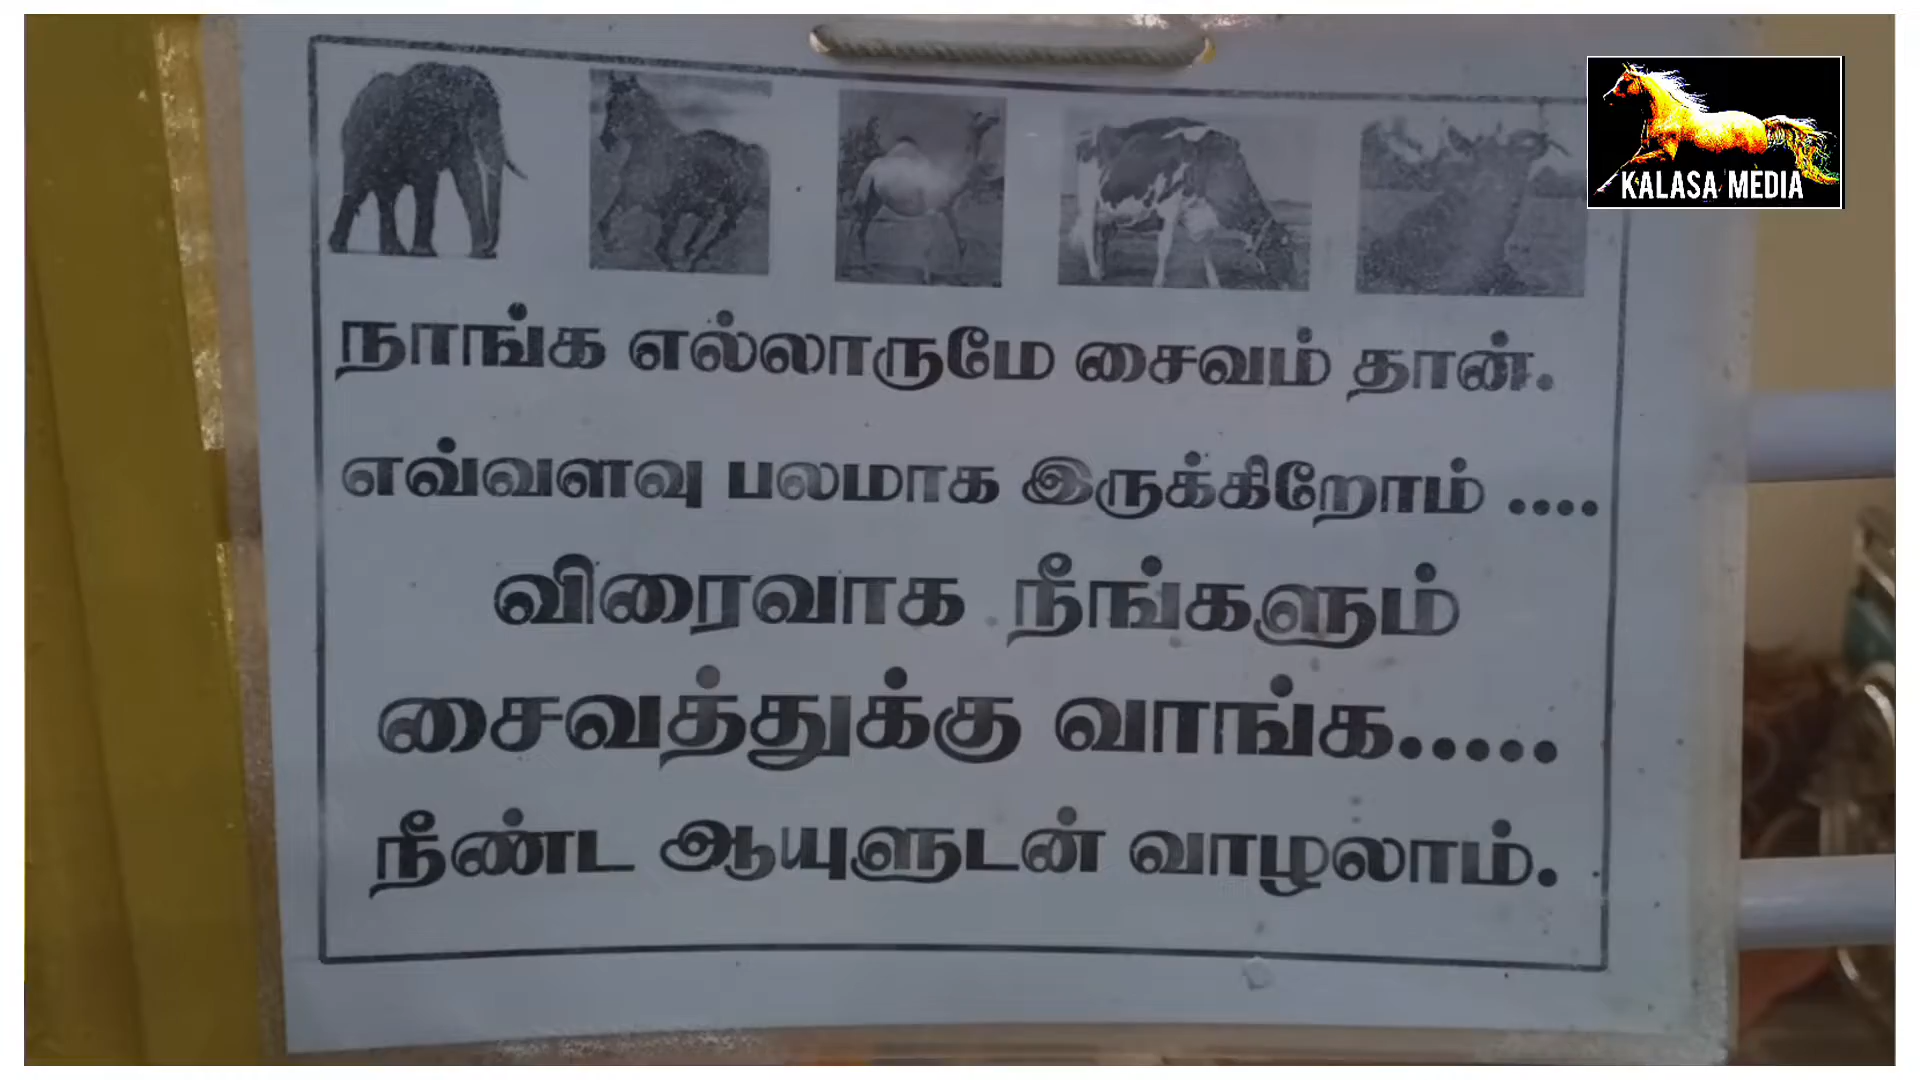 KALASA MEDIA
நாங்க எல்லாருமே சைவம் தான்.
எவ்வளவு பலமாக இருக்கிறோம் ....
விரைவாக நீங்களும்
சைவத்துக்கு வாங்க.....
நீண்ட ஆயுளுடன் வாழலாம்.